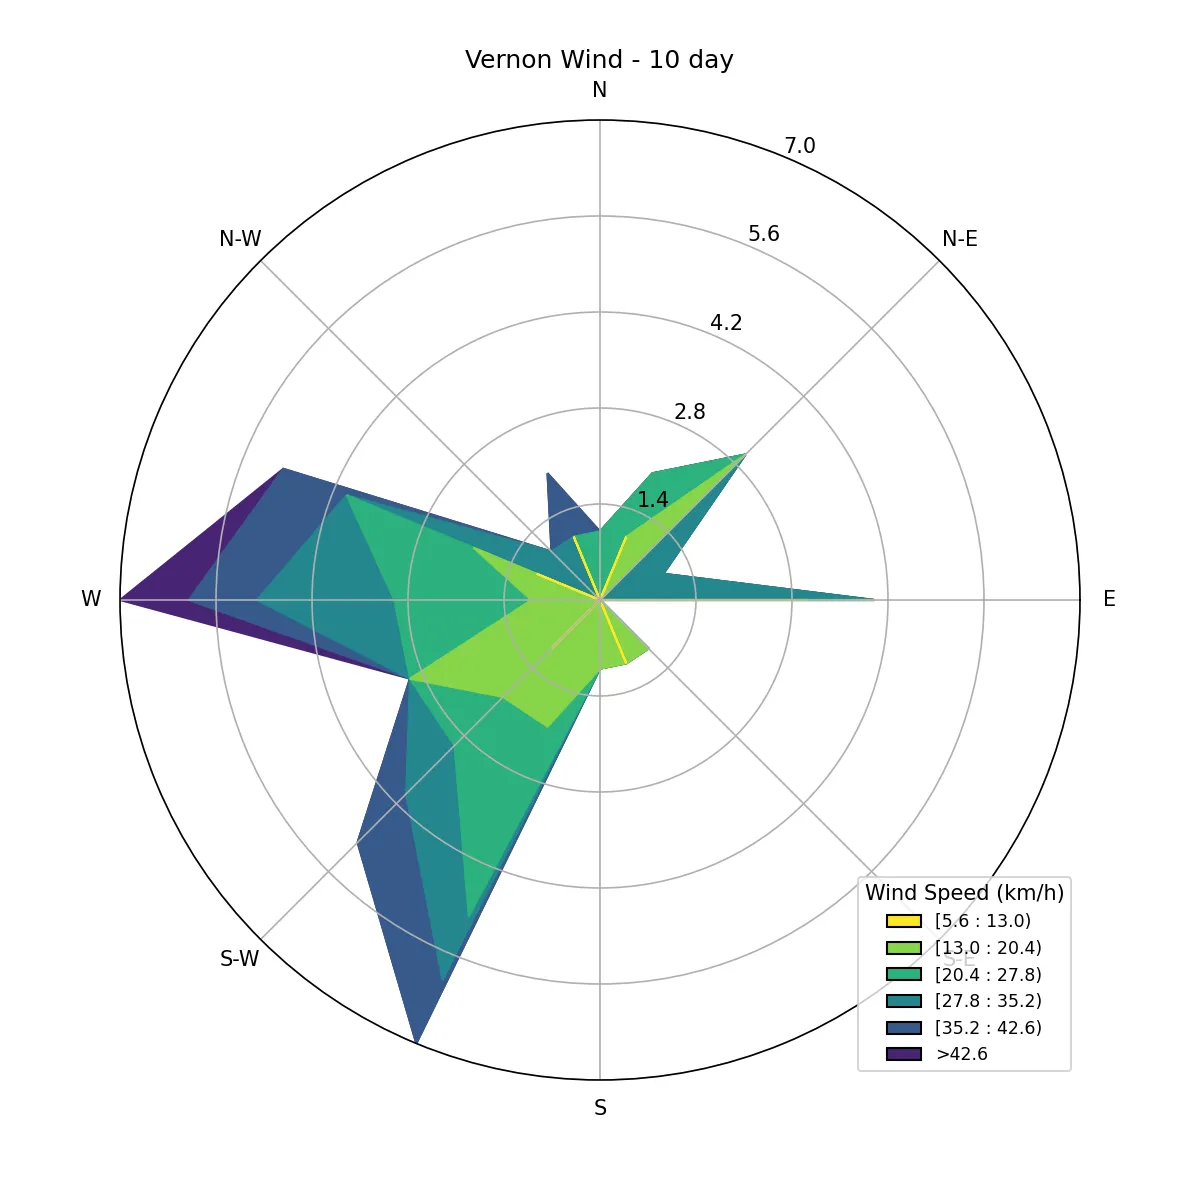 Vernon Wind - 10 day
N
7.0
5.6
N-W
N-E
4.2
2.8
1.4
W
E
Wind Speed (km/h)
[5.6 : 13.0)
[13.0 : 20.4)
S-W
S-E
[20.4 : 27.8)
[27.8 : 35.2)
[35.2 : 42.6)
>42.6
S